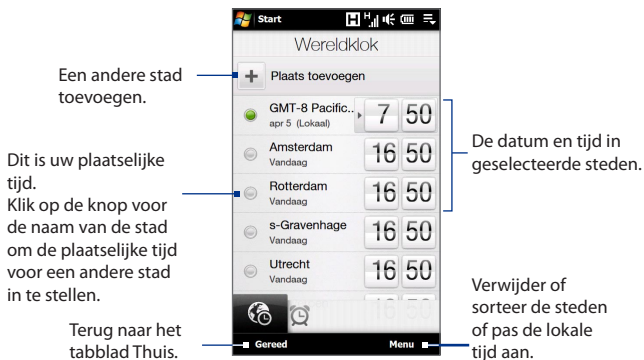 Start
Wereldklok
Een andere stad
toevoegen.
Plaats toevoegen
GMT-8 Pacific..
apr 5 (Lokaal)
7 50
De datum en tijd in
geselecteerde steden.
Amsterdam
Vandaag
16 50
Dit is uw plaatselijke
tijd.
Klik op de knop voor
de naam van de stad
om de plaatselijke tijd
voor een andere stad
in te stellen.
Rotterdam
Vandaag
16 50
s-Gravenhage
Vandaag
16 50
Utrecht
Vandaag
16 50
16 50
Verwijder of
sorteer de steden
of pas de lokale
tijd aan.
Terug naar het
tabblad Thuis.
Gereed
Menu